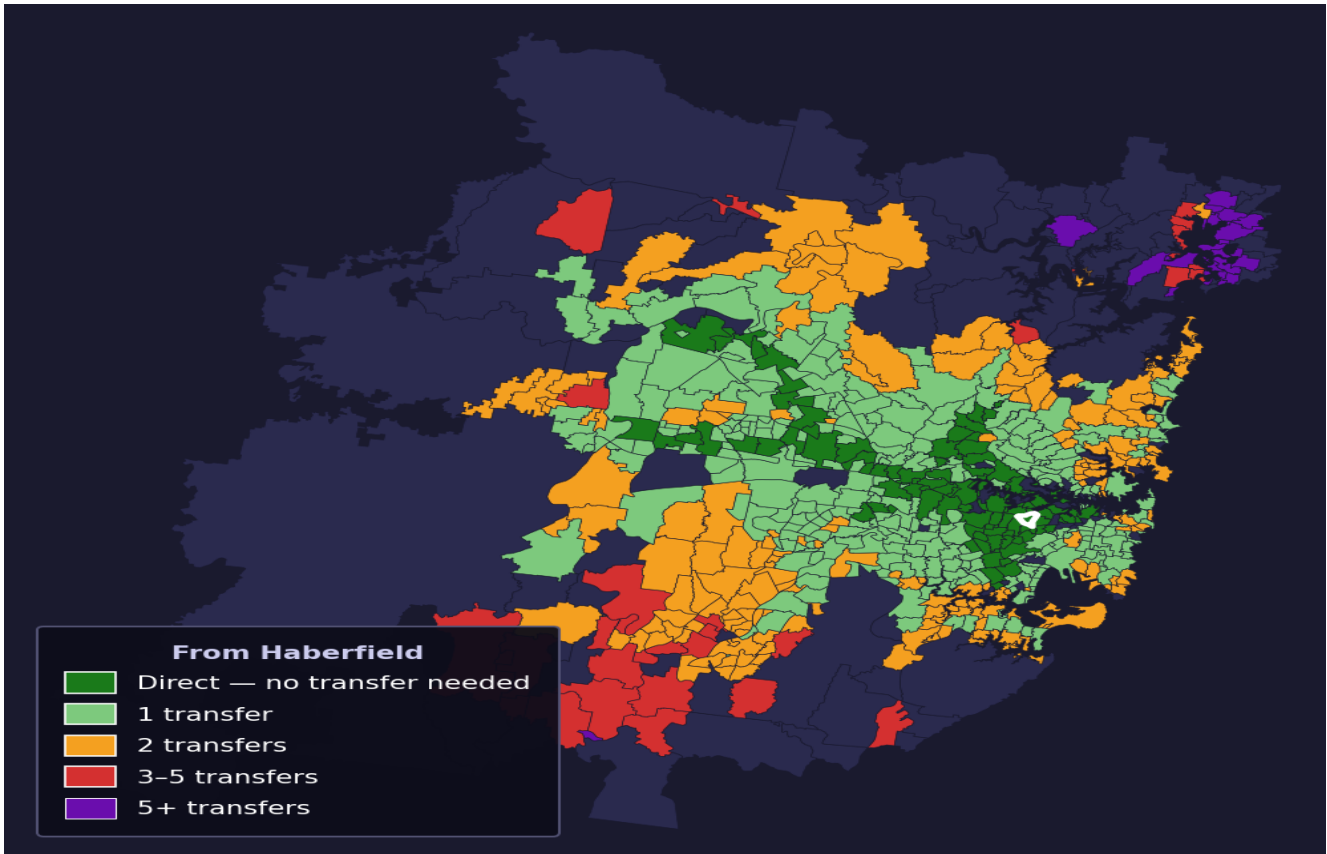 From Haberfield
Direct — no transfer needed
1 transfer
2 transfers
3–5 transfers
5+ transfers